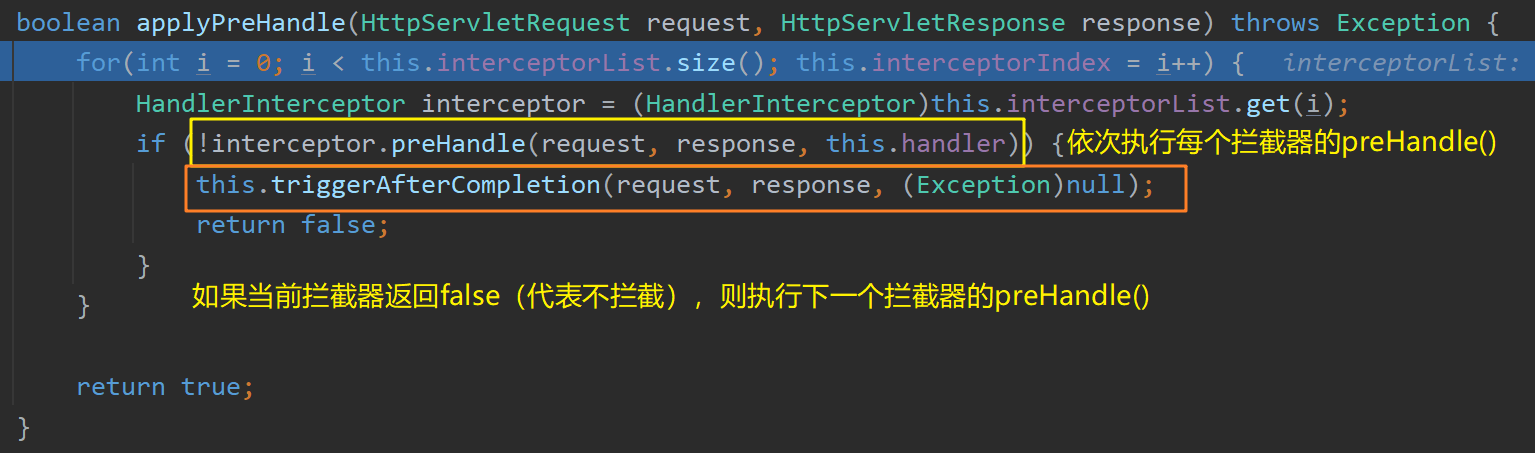 boolean applyPreHandle(HttpServletRequest request, HttpServletResponse response) throws Exception {
for(int i = 0; i < this.interceptorList.size(); this.interceptorIndex = i++) { interceptorList:
HandlerInterceptor interceptor = (HandlerInterceptor)this.interceptorList.get(i);
if (!interceptor.preHandle(request, response, this.handler)) { 依次执行每个拦截器的preHandle()
this.triggerAfterCompletion(request, response, (Exception)null);
return false;
}
如果当前拦截器返回false（代表不拦截），则执行下一个拦截器的preHandle()
}
return true;
}